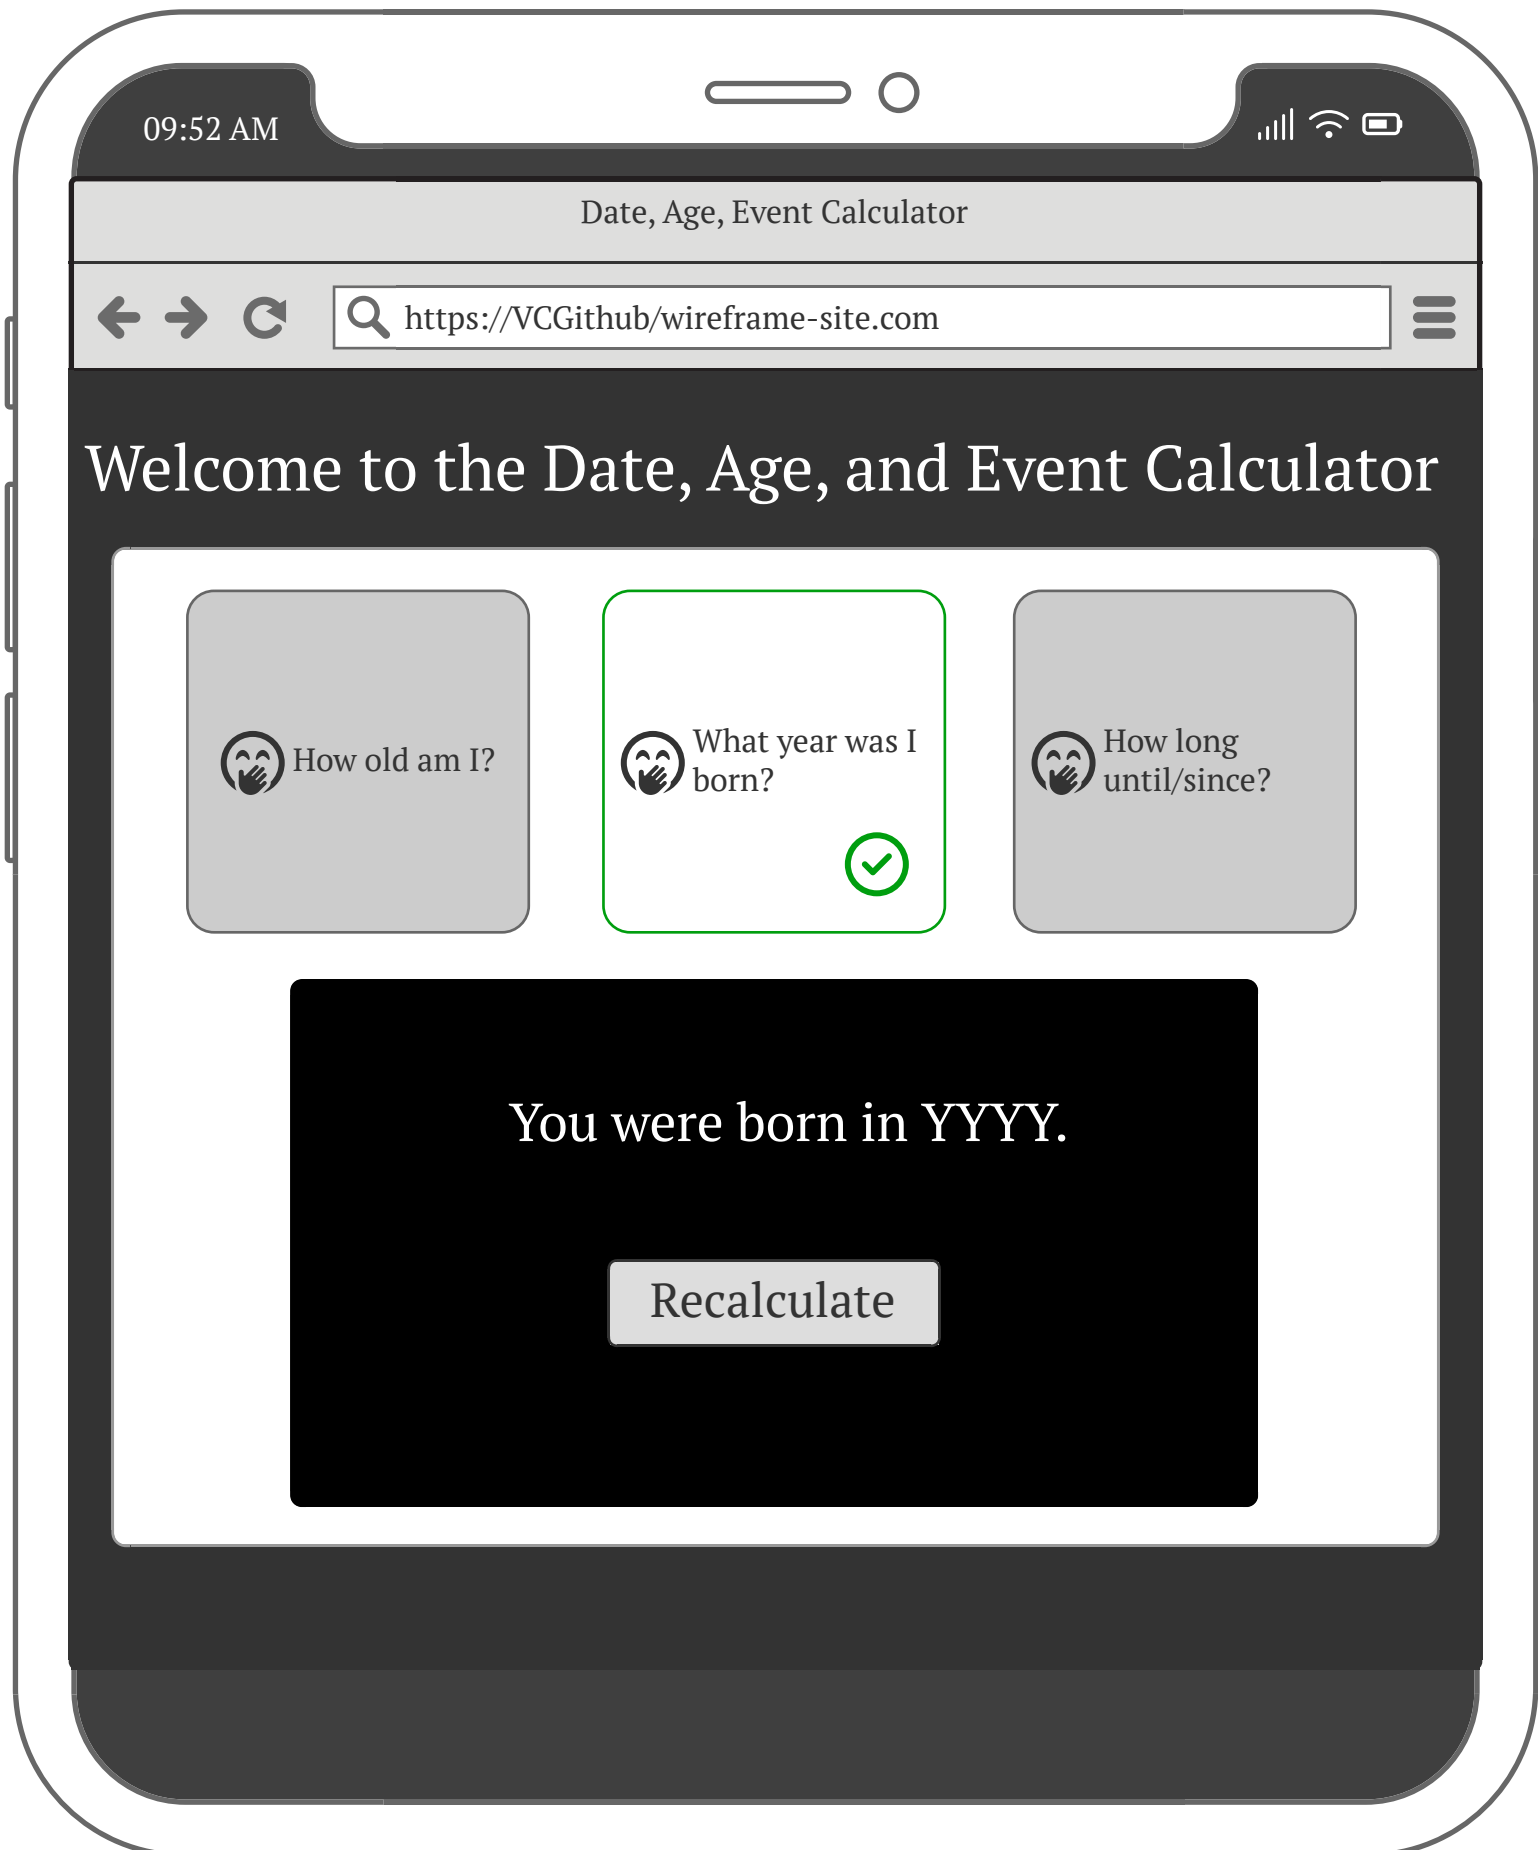 09:52 AM
Date, Age, Event Calculator
https://VCGithub/wireframe-site.com
Welcome to the Date, Age, and Event Calculator
How old am I?
What year was I
born?
How long
until/since?
You were born in YYYY.
Recalculate